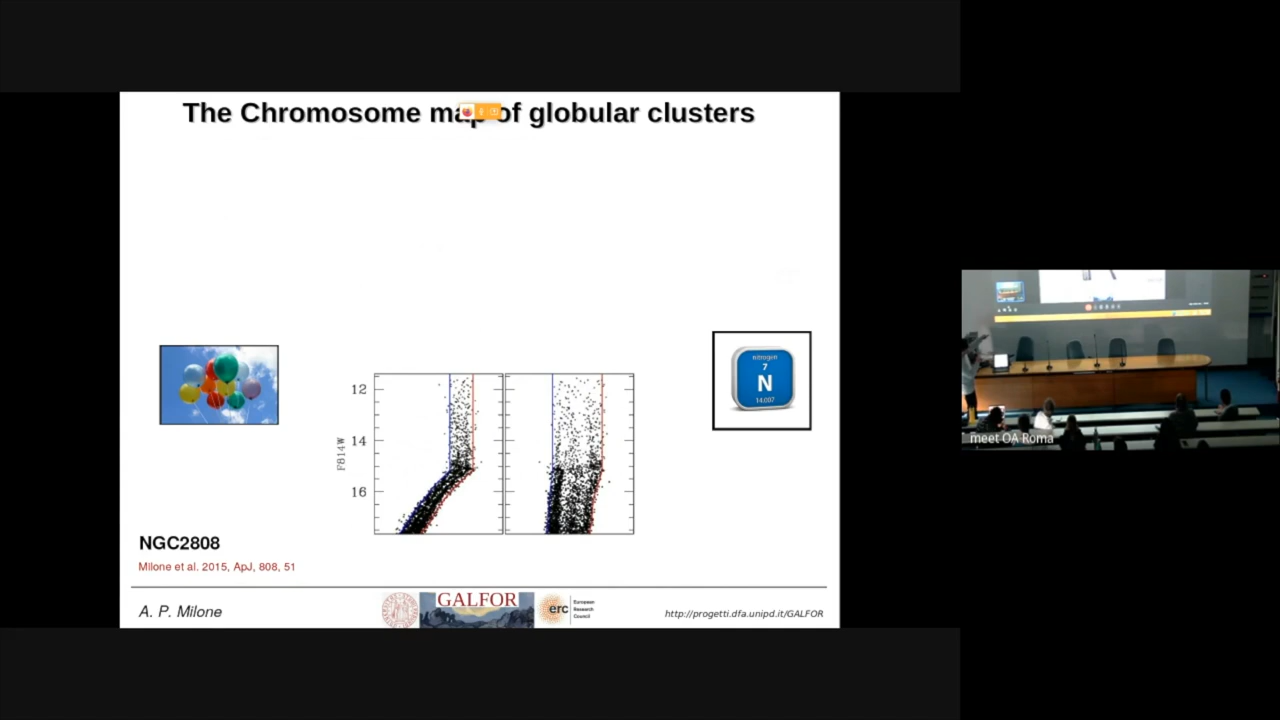 The Chromosome map of globular clusters
nitrogen
7
N
14.007
12
14
16
F814W
NGC2808
Milone et al. 2015, ApJ, 808, 51
A. P. Milone
GALFOR
erc
European
Research
Council
http://progetti.dfa.unipd.it/GALFOR
meet OA Roma